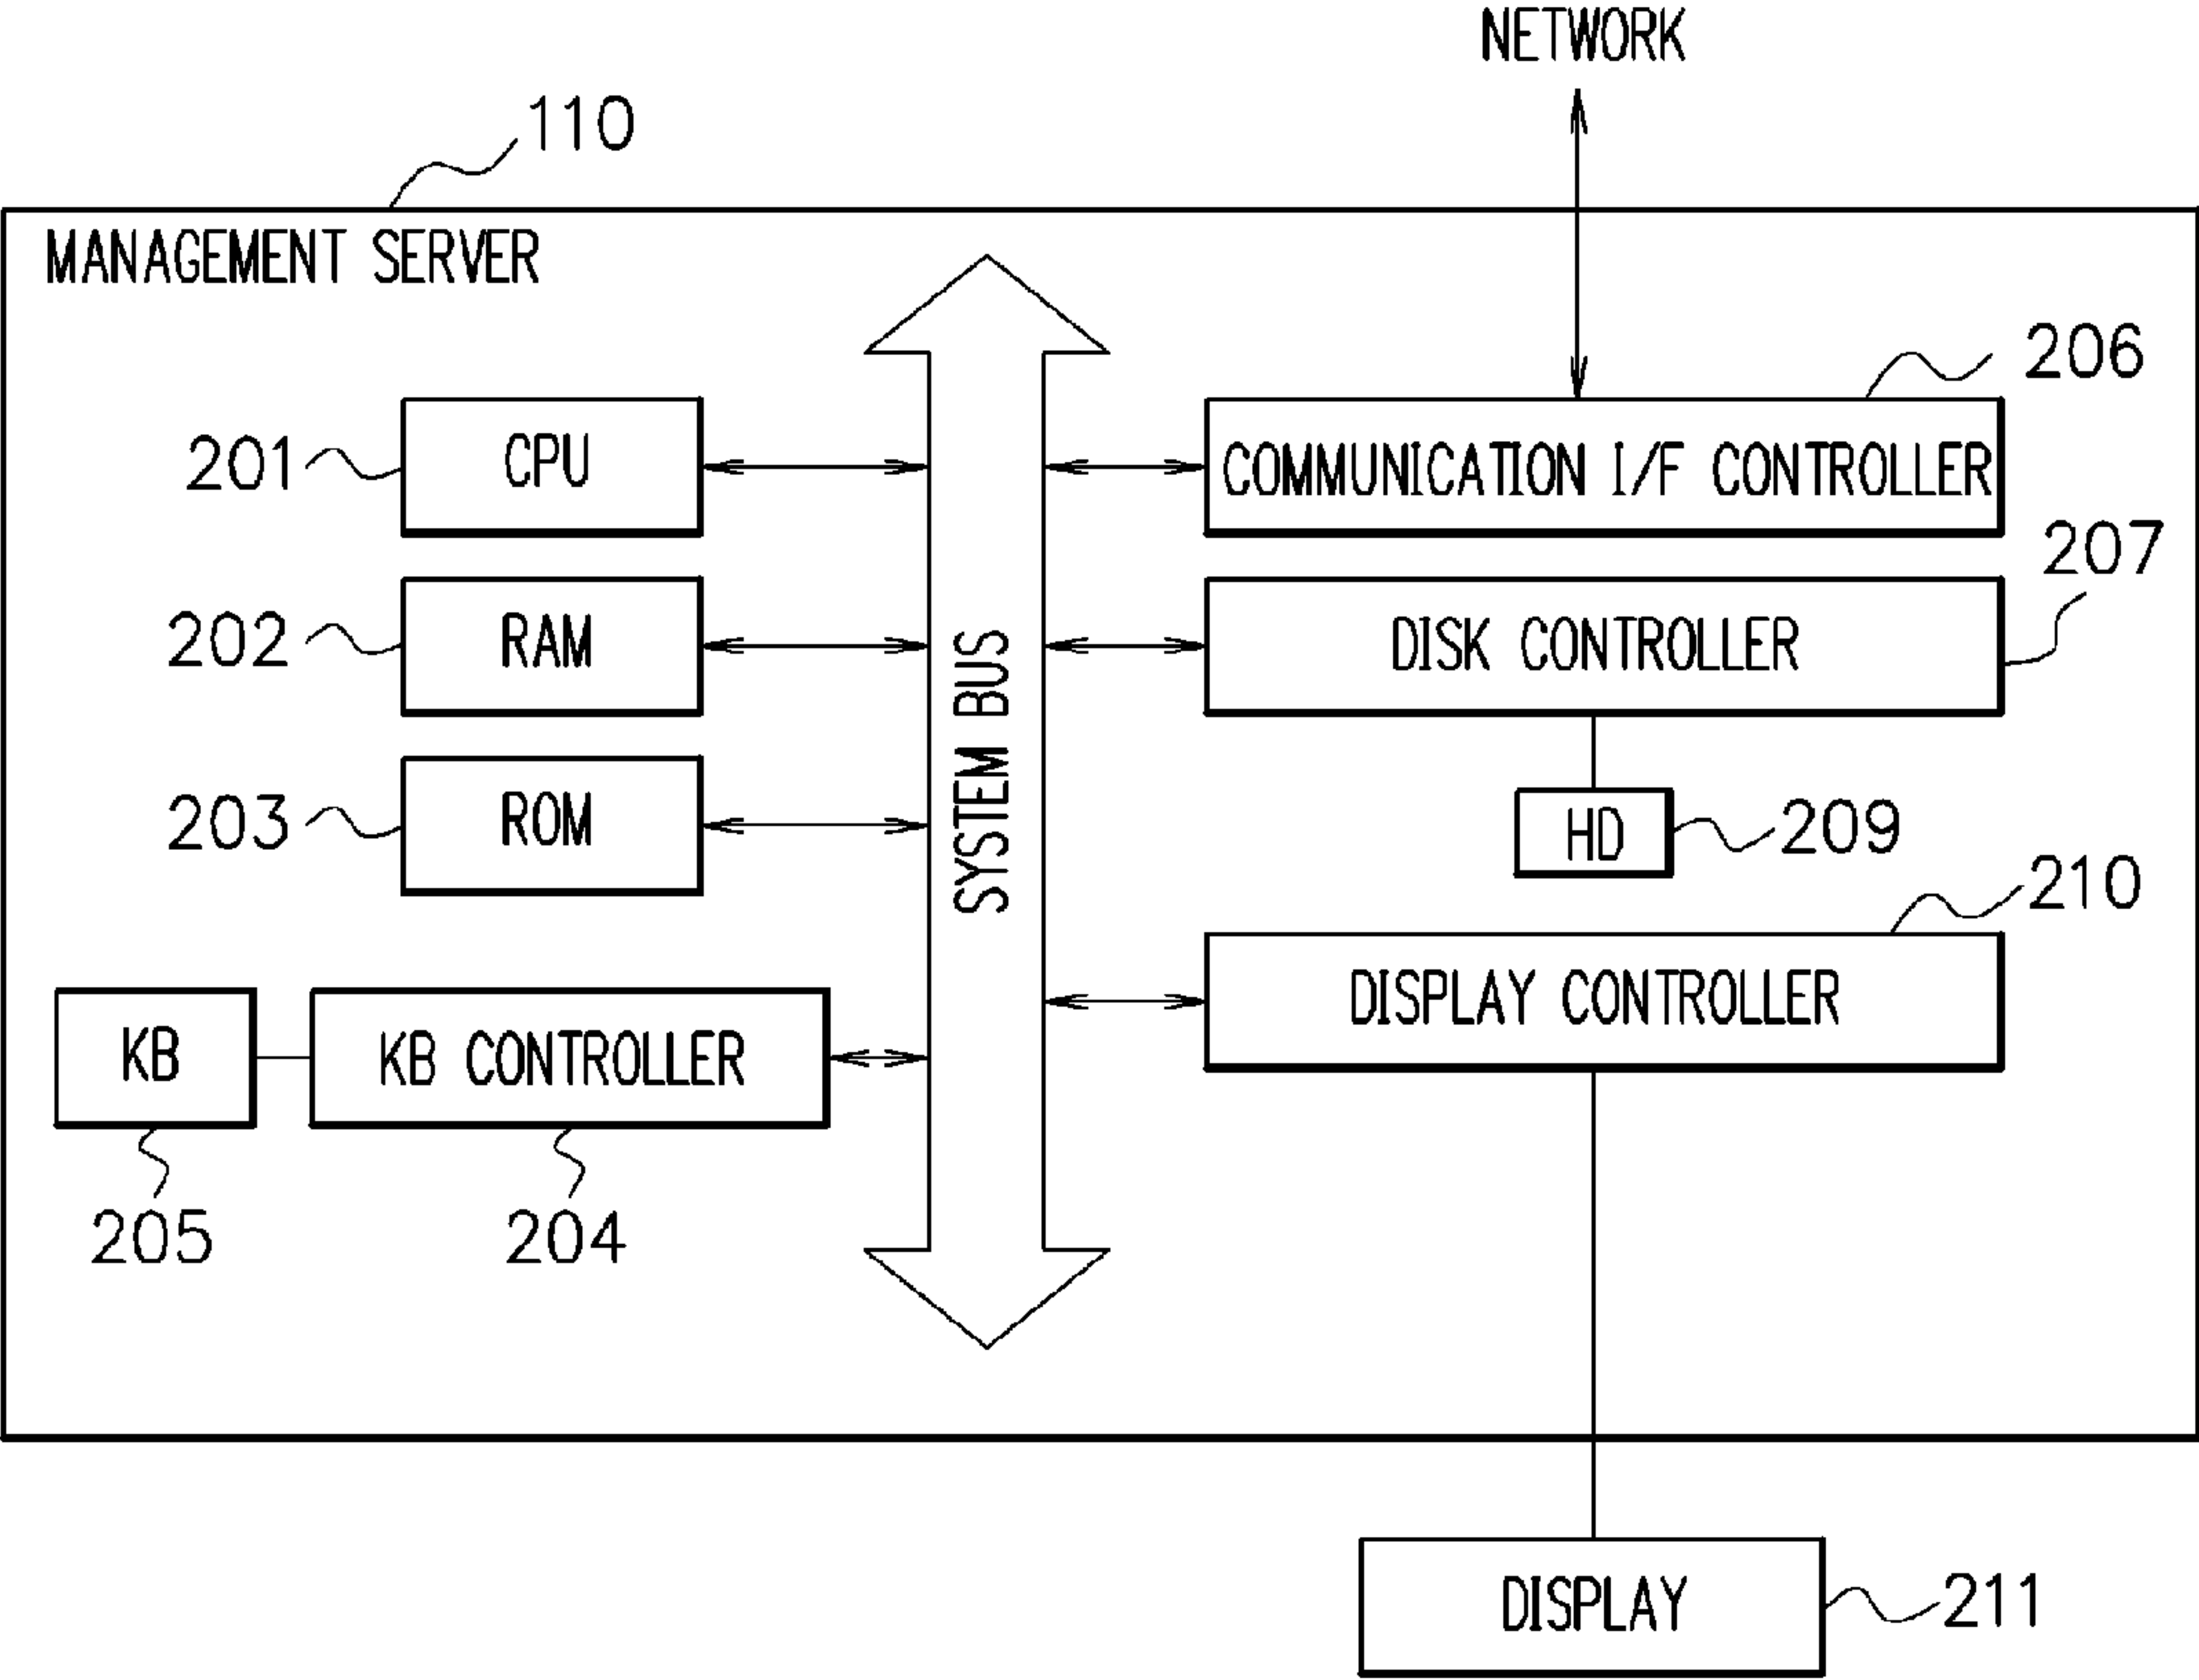 NETWORK
110
MANAGEMENT SERVER
206
201
CPU
COMMUNICATION I/F CONTROLLER
207
202
RAM
DISK CONTROLLER
SYSTEM BUS
203
ROM
HD
209
210
DISPLAY CONTROLLER
KB
KB CONTROLLER
205
204
DISPLAY
211